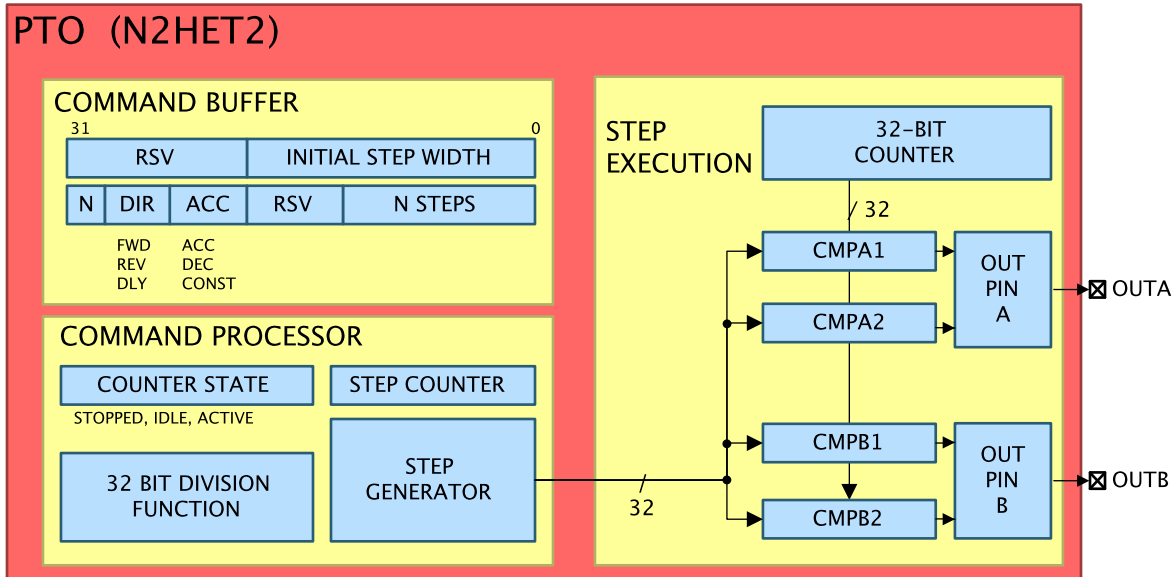 PTO (N2HET2)
COMMAND BUFFER
31 0
RSV INITIAL STEP WIDTH
N DIR ACC RSV N STEPS
FWD ACC
REV DEC
DLY CONST
COMMAND PROCESSOR
COUNTER STATE STEP COUNTER
STOPPED, IDLE, ACTIVE
32 BIT DIVISION
FUNCTION
STEP
GENERATOR
32
STEP
EXECUTION
32-BIT
COUNTER
32
CMPA1
CMPA2
OUT
PIN
A
OUTA
CMPB1
CMPB2
OUT
PIN
B
OUTB